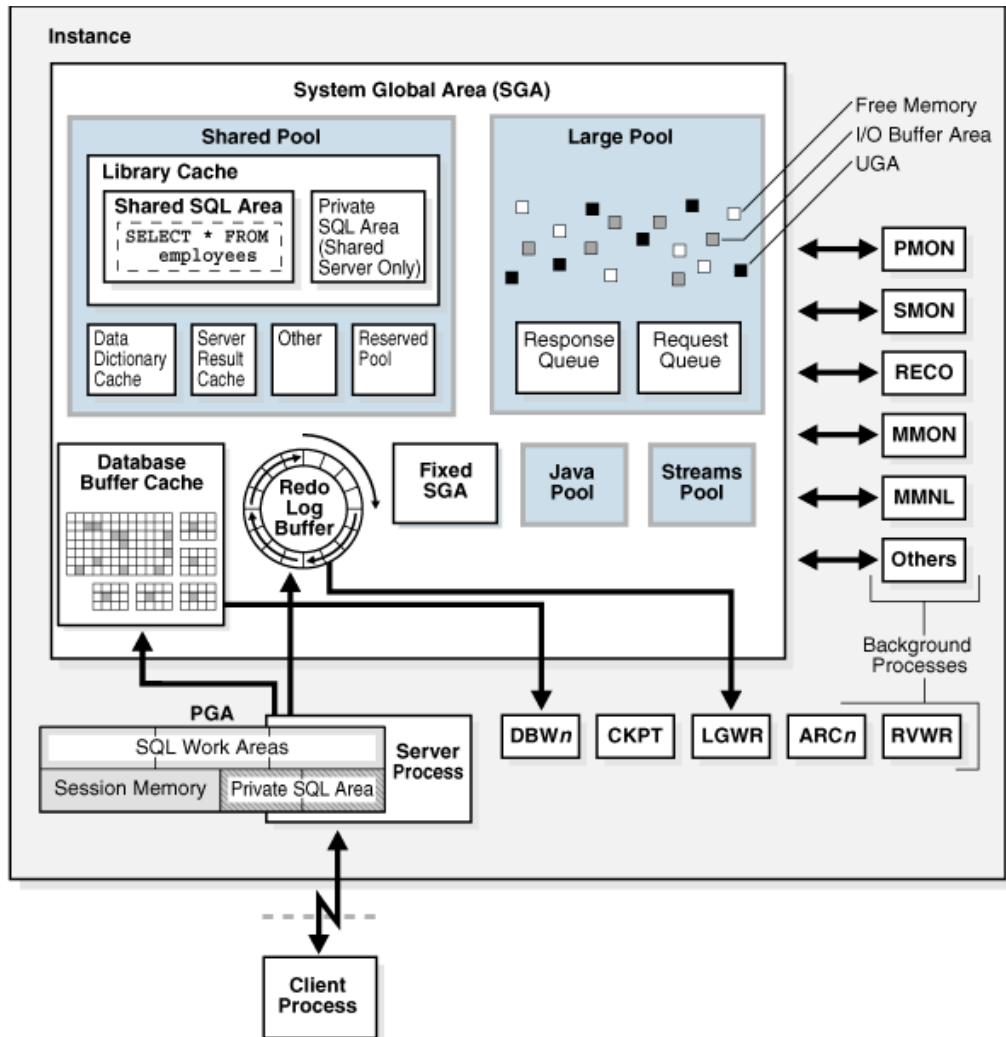 Instance
System Global Area (SGA)
Shared Pool
Library Cache
Shared SQL Area
SELECT * FROM
employees
Private
SQL Area
(Shared
Server Only)
Data
Dictionary
Cache
Server
Result
Cache
Other
Reserved
Pool
Large Pool
Response
Queue
Request
Queue
Free Memory
I/O Buffer Area
UGA
Database
Buffer Cache
Redo
Log
Buffer
Fixed
SGA
Java
Pool
Streams
Pool
PMON
SMON
RECO
MMON
MMNL
Others
Background
Processes
PGA
SQL Work Areas
Session Memory
Private SQL Area
Server
Process
DBWn
CKPT
LGWR
ARCn
RVWR
Client
Process